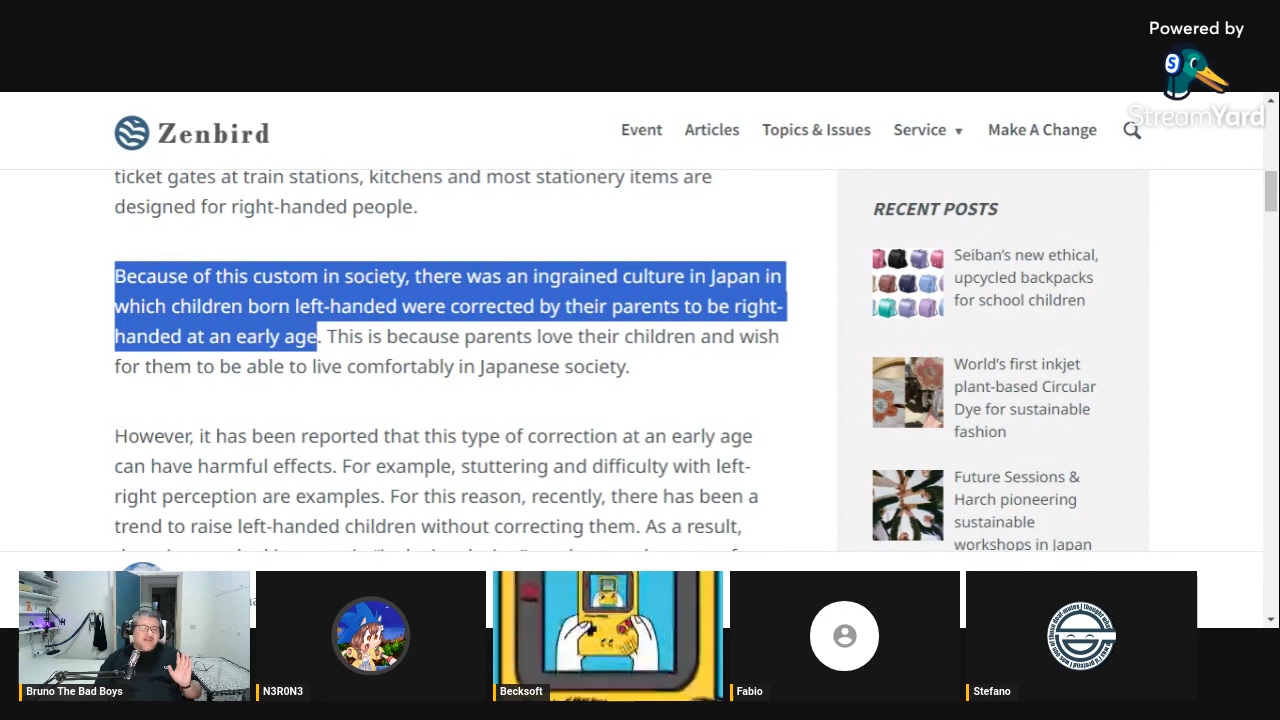 Powered by
S
StreamYard
Zenbird
Event Articles Topics & Issues Service ▼ Make A Change
ticket gates at train stations, kitchens and most stationery items are
designed for right-handed people.
Because of this custom in society, there was an ingrained culture in Japan in
which children born left-handed were corrected by their parents to be right-
handed at an early age. This is because parents love their children and wish
for them to be able to live comfortably in Japanese society.
However, it has been reported that this type of correction at an early age
can have harmful effects. For example, stuttering and difficulty with left-
right perception are examples. For this reason, recently, there has been a
trend to raise left-handed children without correcting them. As a result,
RECENT POSTS
Seiban's new ethical,
upcycled backpacks
for school children
World's first inkjet
plant-based Circular
Dye for sustainable
fashion
Future Sessions &
Harch pioneering
sustainable
workshops in Japan
Bruno The Bad Boys
N3R0N3
Becksoft
Fabio
Stefano